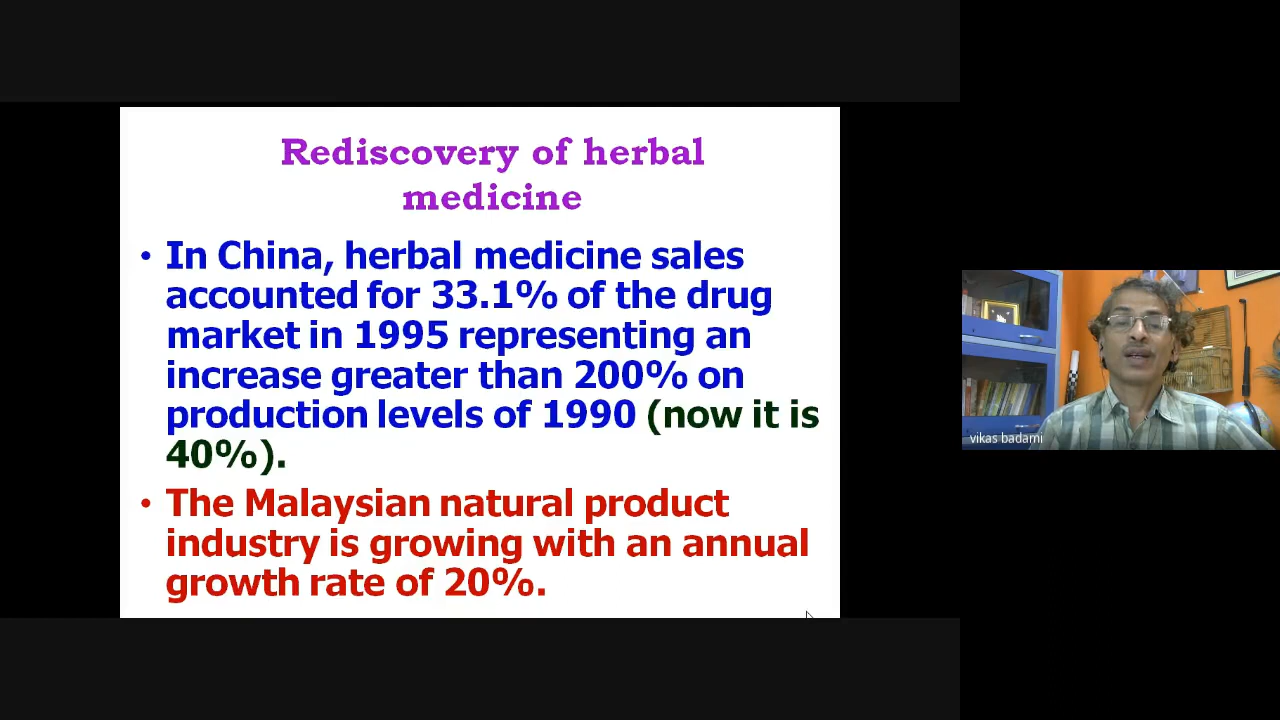 Rediscovery of herbal
medicine
• In China, herbal medicine sales
accounted for 33.1% of the drug
market in 1995 representing an
increase greater than 200% on
production levels of 1990 (now it is
40%).
• The Malaysian natural product
industry is growing with an annual
growth rate of 20%.
vikas badami